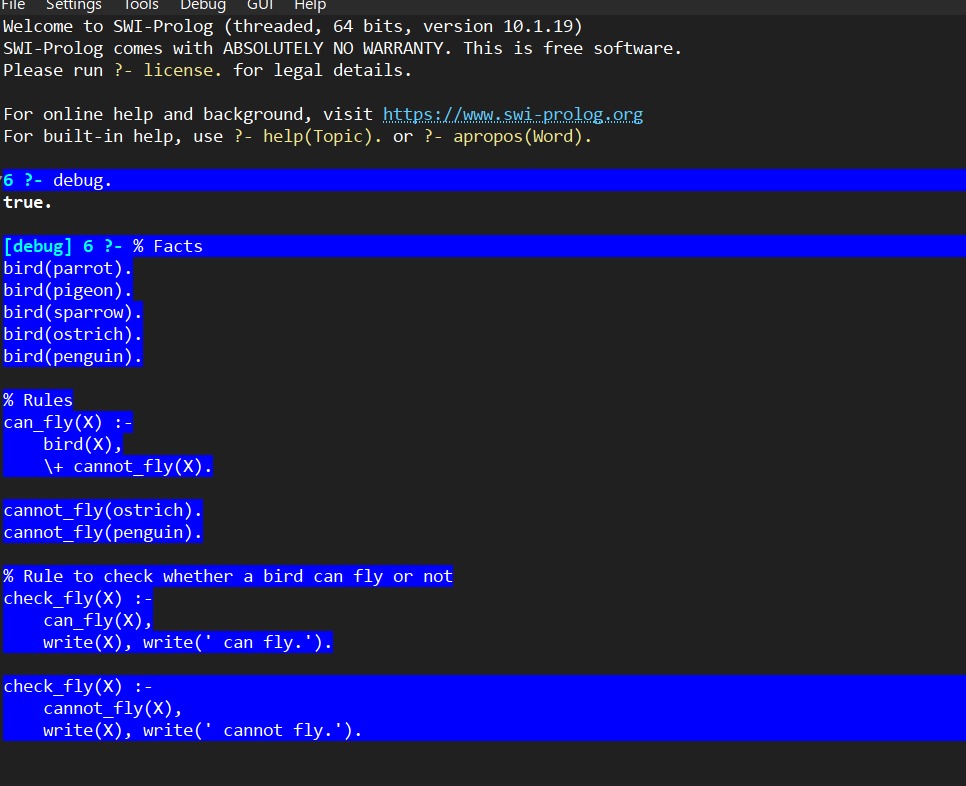 File Settings Tools Debug GUI Help
Welcome to SWI-Prolog (threaded, 64 bits, version 10.1.19)
SWI-Prolog comes with ABSOLUTELY NO WARRANTY. This is free software.
Please run ?- license. for legal details.
For online help and background, visit https://www.swi-prolog.org
For built-in help, use ?- help(Topic). or ?- apropos(Word).
6 ?- debug.
true.
[debug] 6 ?- % Facts
bird(parrot).
bird(pigeon).
bird(sparrow).
bird(ostrich).
bird(penguin).
% Rules
can_fly(X) :-
    bird(X),
    \+ cannot_fly(X).
cannot_fly(ostrich).
cannot_fly(penguin).
% Rule to check whether a bird can fly or not
check_fly(X) :-
    can_fly(X),
    write(X), write(' can fly.').
check_fly(X) :-
    cannot_fly(X),
    write(X), write(' cannot fly.').